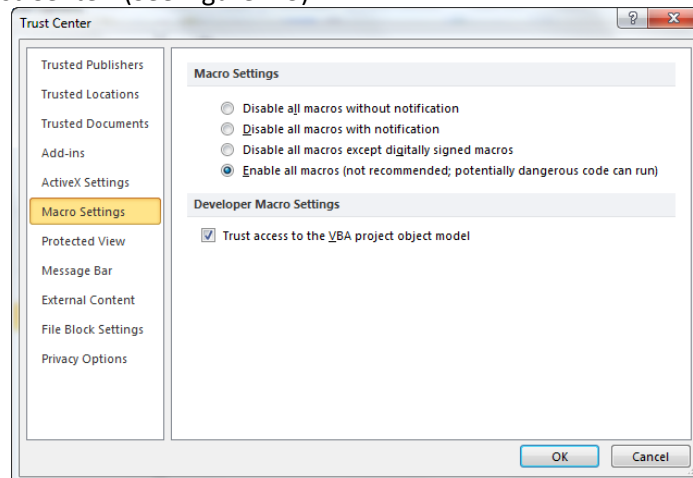 Trust Center
Trusted Publishers
Trusted Locations
Trusted Documents
Add-ins
ActiveX Settings
Macro Settings
Protected View
Message Bar
External Content
File Block Settings
Privacy Options
Macro Settings
Disable all macros without notification
Disable all macros with notification
Disable all macros except digitally signed macros
Enable all macros (not recommended; potentially dangerous code can run)
Developer Macro Settings
Trust access to the VBA project object model
OK
Cancel